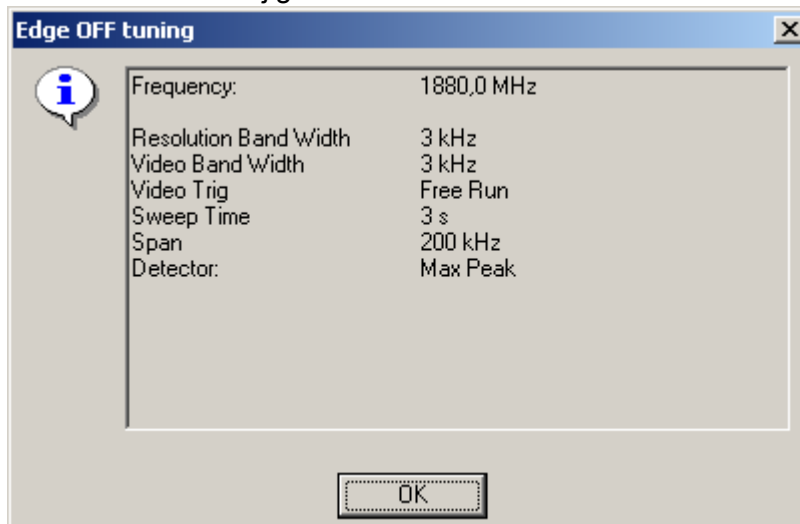 Edge OFF tuning
Frequency: 1880,0 MHz
Resolution Band Width 3 kHz
Video Band Width 3 kHz
Video Trig Free Run
Sweep Time 3 s
Span 200 kHz
Detector: Max Peak
OK